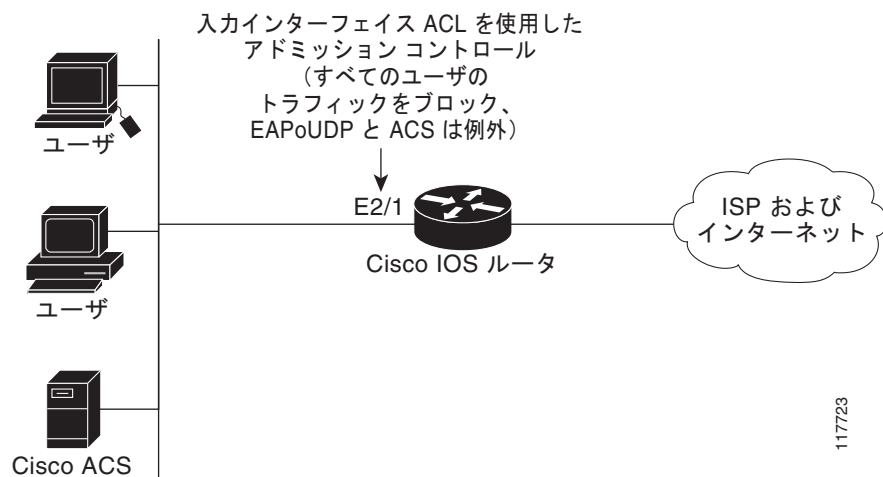 入力インターフェイス ACL を使用した
アドミッション コントロール
（すべてのユーザの
トラフィックをブロック、
EAPoUDP と ACS は例外）
ユーザ
E2/1
Cisco IOS ルータ
ISP および
インターネット
ユーザ
Cisco ACS
117723